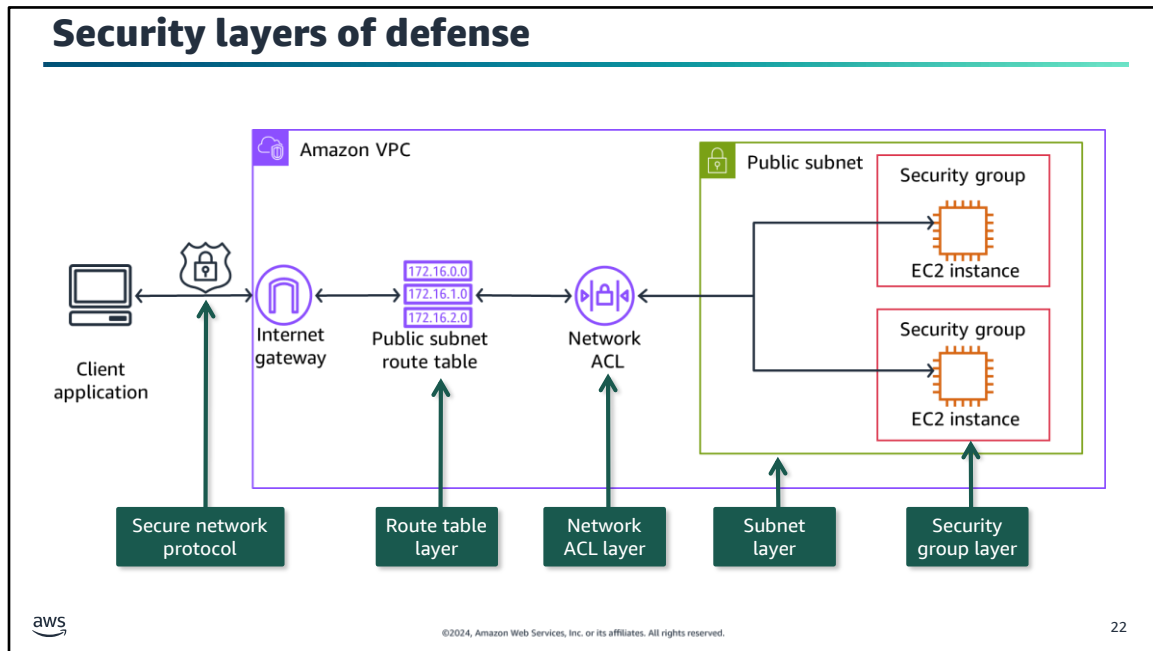 Security layers of defense
Amazon VPC
Public subnet
Security group
EC2 instance
Security group
EC2 instance
172.16.0.0
172.16.1.0
172.16.2.0
Client
application
Internet
gateway
Public subnet
route table
Network
ACL
Secure network
protocol
Route table
layer
Network
ACL layer
Subnet
layer
Security
group layer
aws
©2024, Amazon Web Services, Inc. or its affiliates. All rights reserved.
22